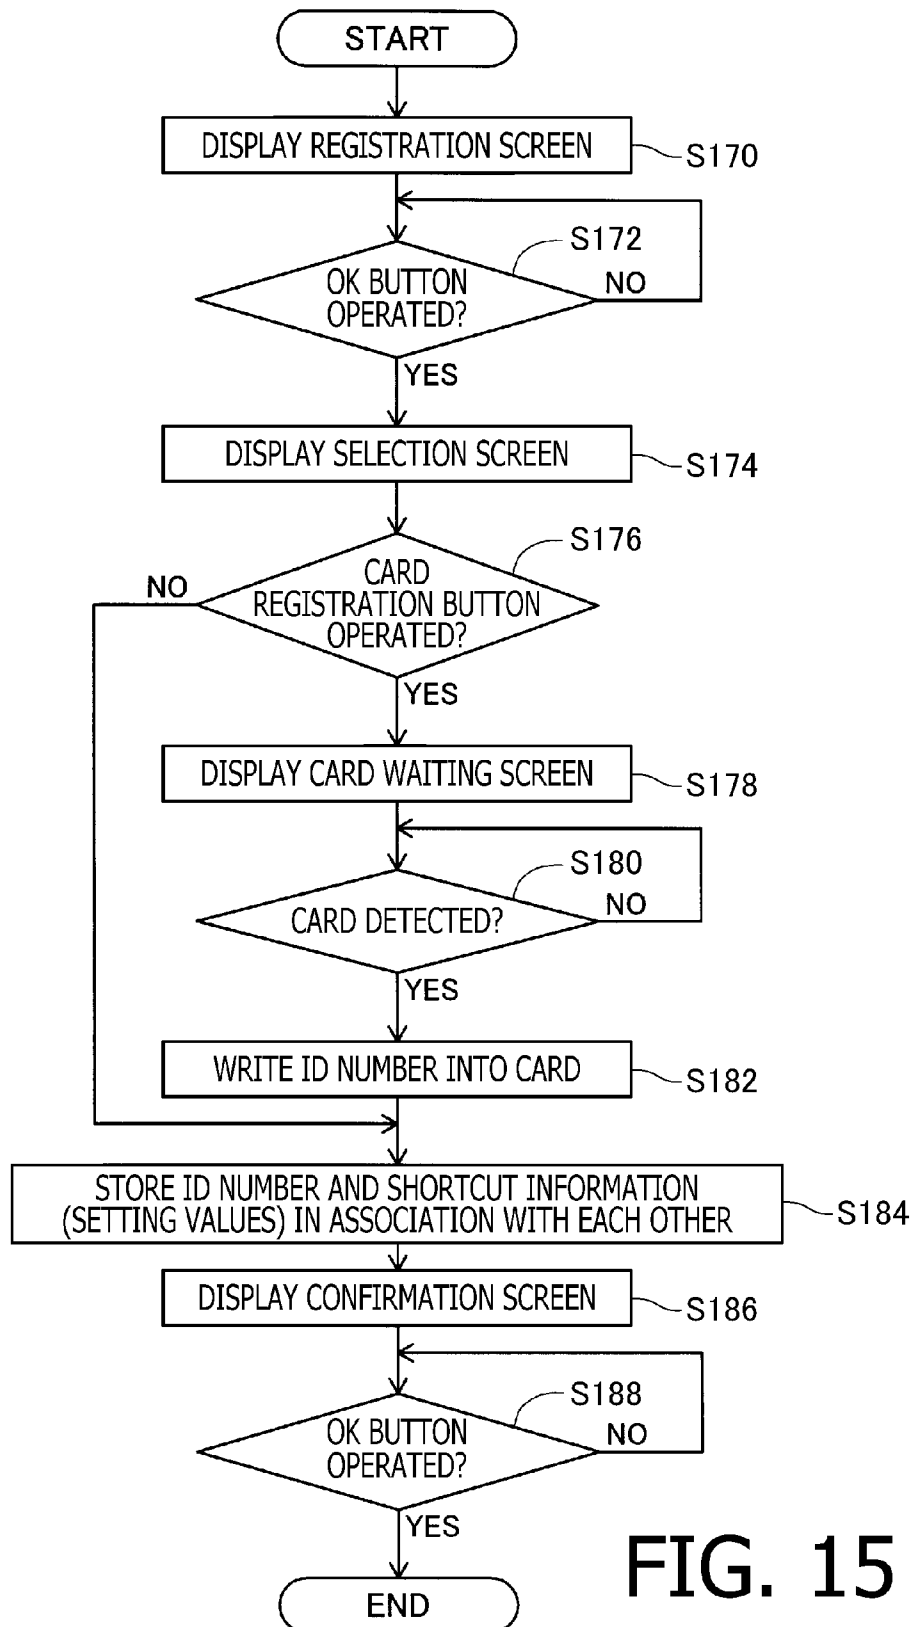 START
DISPLAY REGISTRATION SCREEN
S170
S172
OK BUTTON
OPERATED?
NO
YES
DISPLAY SELECTION SCREEN
S174
S176
NO
CARD
REGISTRATION BUTTON
OPERATED?
YES
DISPLAY CARD WAITING SCREEN
S178
S180
CARD DETECTED?
NO
YES
WRITE ID NUMBER INTO CARD
S182
STORE ID NUMBER AND SHORTCUT INFORMATION
(SETTING VALUES) IN ASSOCIATION WITH EACH OTHER
S184
DISPLAY CONFIRMATION SCREEN
S186
S188
OK BUTTON
OPERATED?
NO
YES
END
FIG. 15